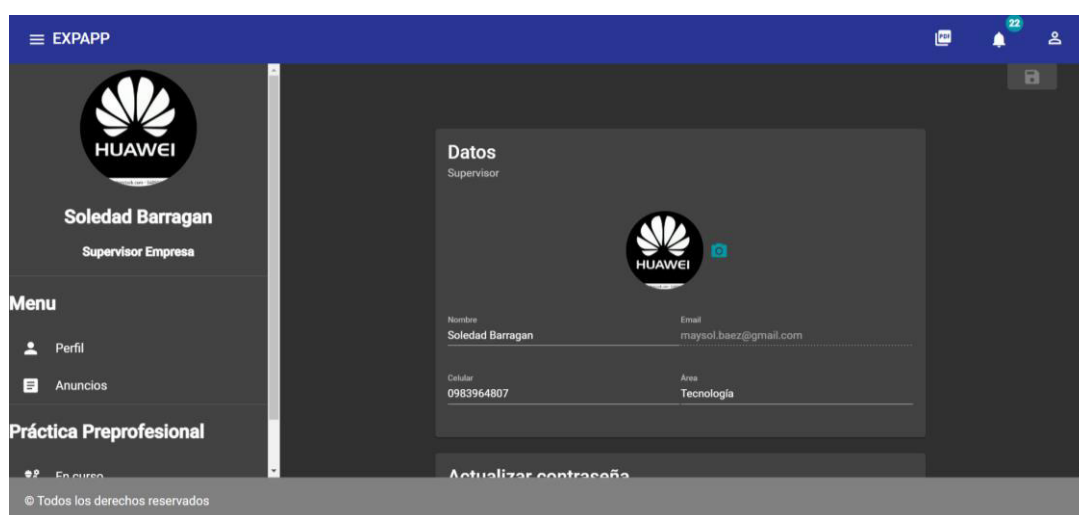 EXPAPP
PDF
22
HUAWEI
Soledad Barragan
Supervisor Empresa
Menu
Perfil
Anuncios
Práctica Preprofesional
En curso
Datos
Supervisor
HUAWEI
Nombre
Soledad Barragan
Email
maysol.baez@gmail.com
Celular
0983964807
Area
Tecnología
Actualizar contraseña
© Todos los derechos reservados